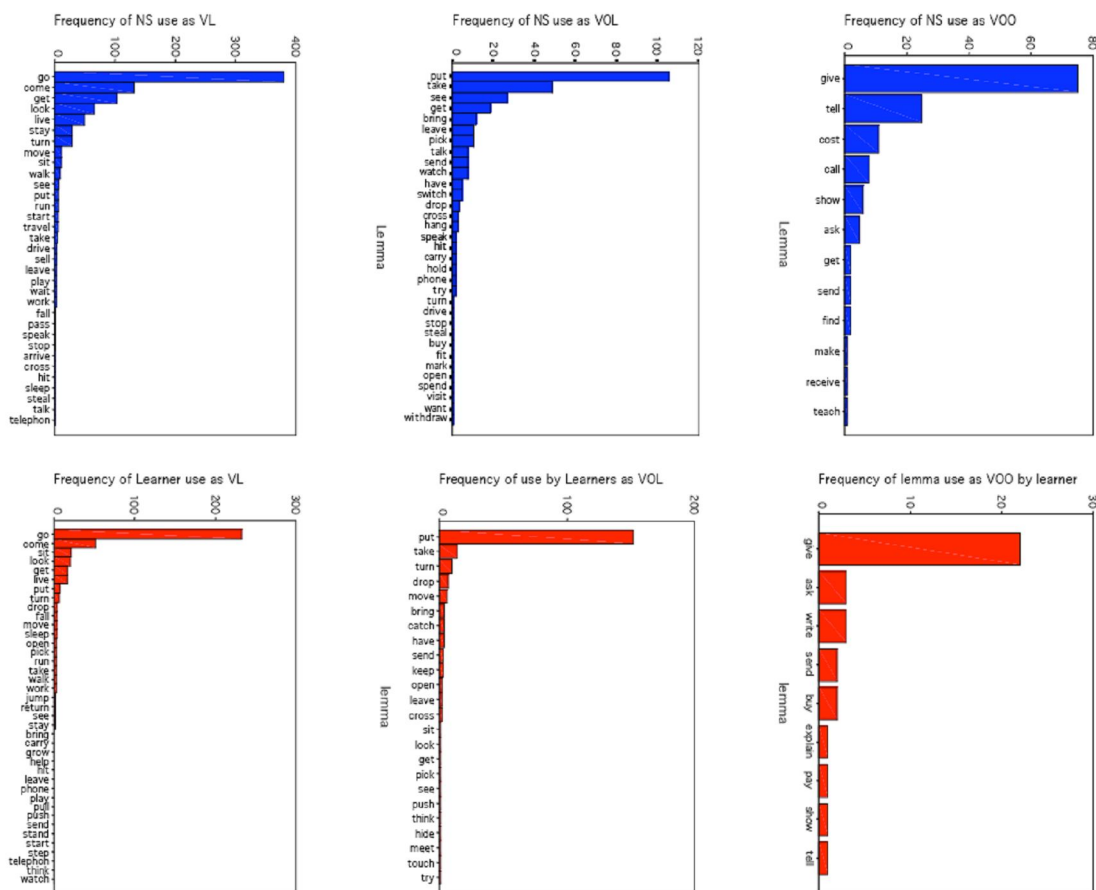 Frequency of NS use as VL
0
100
200
300
400
go
come
get
look
live
stay
turn
move
sit
walk
see
put
run
start
travel
take
drive
sell
leave
play
wait
work
fall
pass
speak
stop
arrive
cross
hit
sleep
steal
talk
telephon
Frequency of NS use as VOL
0
20
40
60
80
100
120
Lemma
put
take
see
get
bring
leave
pick
talk
send
watch
have
switch
drop
cross
hang
speak
hit
carry
hold
phone
try
turn
drive
stop
steal
buy
fit
mark
open
spend
visit
want
withdraw
Frequency of NS use as VOO
0
20
40
60
80
Lemma
give
tell
cost
call
show
ask
get
send
find
make
receive
teach
Frequency of Learner use as VL
0
100
200
300
go
come
sit
look
get
live
put
turn
drop
fall
move
sleep
open
pick
run
take
walk
work
jump
return
see
stay
bring
carry
grow
help
hit
leave
phone
play
pull
push
send
stand
start
step
telephon
think
watch
Frequency of use by Learners as VOL
0
100
200
lemma
put
take
turn
drop
move
bring
catch
have
send
keep
open
leave
cross
sit
look
get
pick
see
push
think
hide
meet
touch
try
Frequency of lemma use as VOO by learner
0
10
20
30
lemma
give
ask
write
send
buy
explain
pay
show
tell